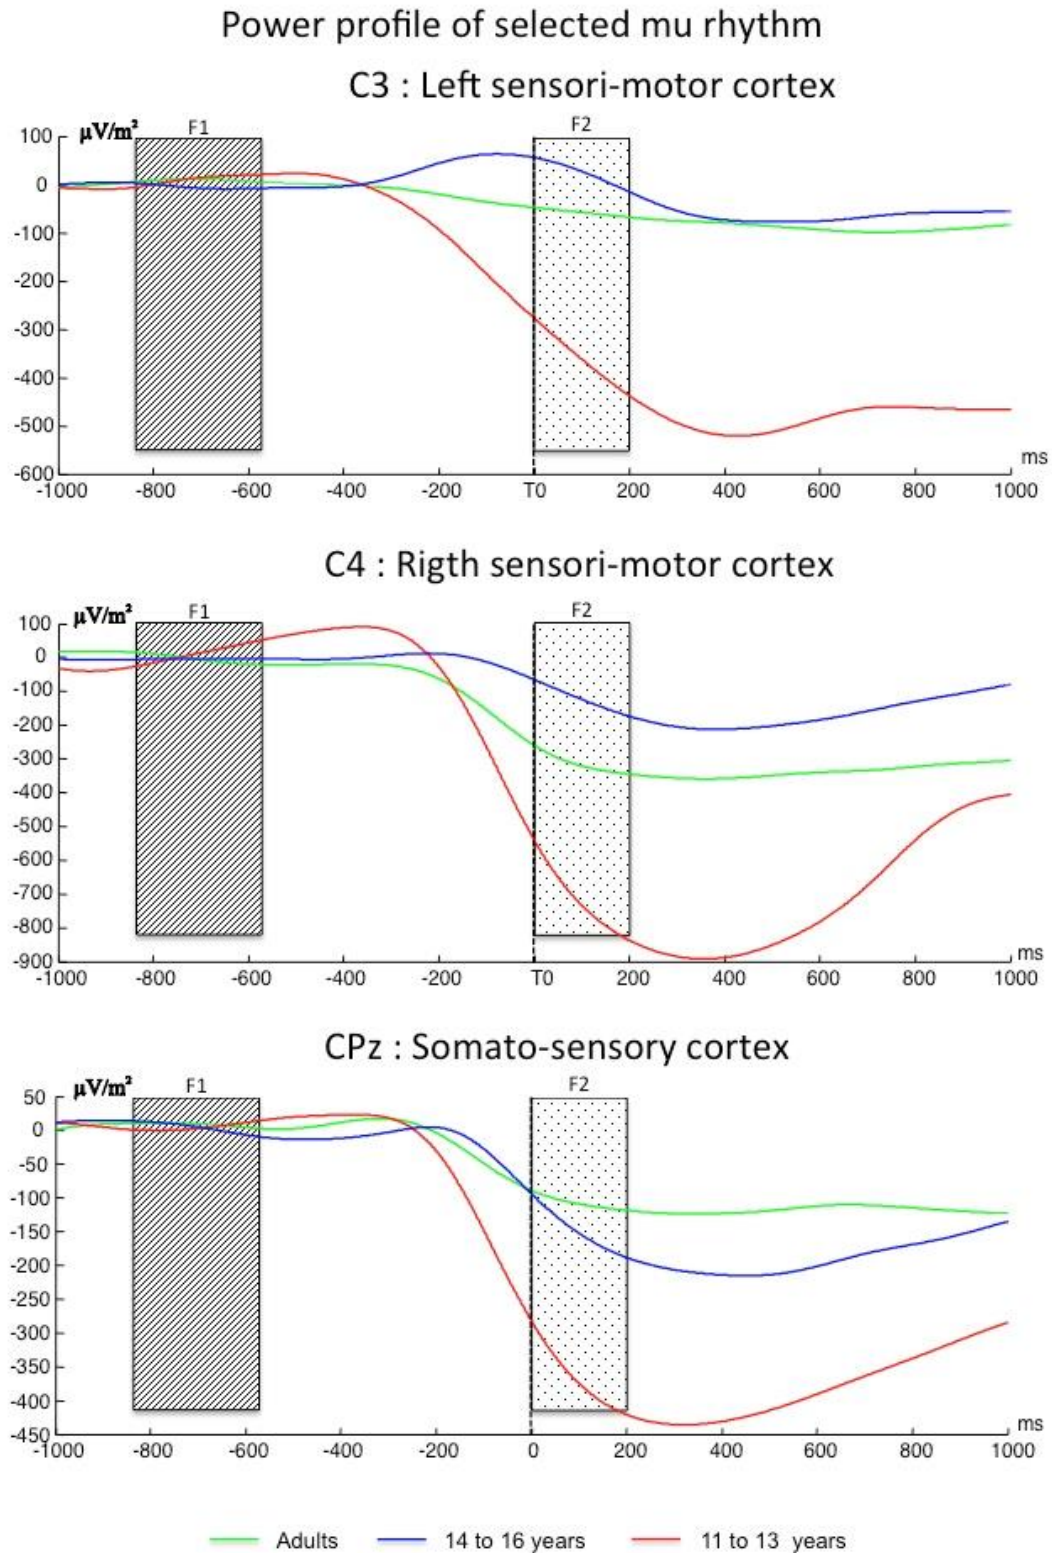 Power profile of selected mu rhythm
C3 : Left sensori-motor cortex
µV/m² F1 F2
100
0
-100
-200
-300
-400
-500
-600
ms
-1000 -800 -600 -400 -200 T0 200 400 600 800 1000
C4 : Rigth sensori-motor cortex
µV/m² F1 F2
100
0
-100
-200
-300
-400
-500
-600
-700
-800
-900
ms
-1000 -800 -600 -400 -200 T0 200 400 600 800 1000
CPz : Somato-sensory cortex
µV/m² F1 F2
50
0
-50
-100
-150
-200
-250
-300
-350
-400
-450
ms
-1000 -800 -600 -400 -200 0 200 400 600 800 1000
Adults 14 to 16 years 11 to 13 years